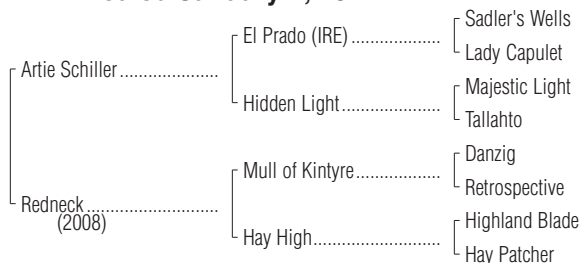 Sadler's Wells
El Prado (IRE)
Lady Capulet
Artie Schiller
Majestic Light
Hidden Light
Tallahto
Danzig
Mull of Kintyre
Retrospective
Redneck
(2008)
Highland Blade
Hay High
Hay Patcher